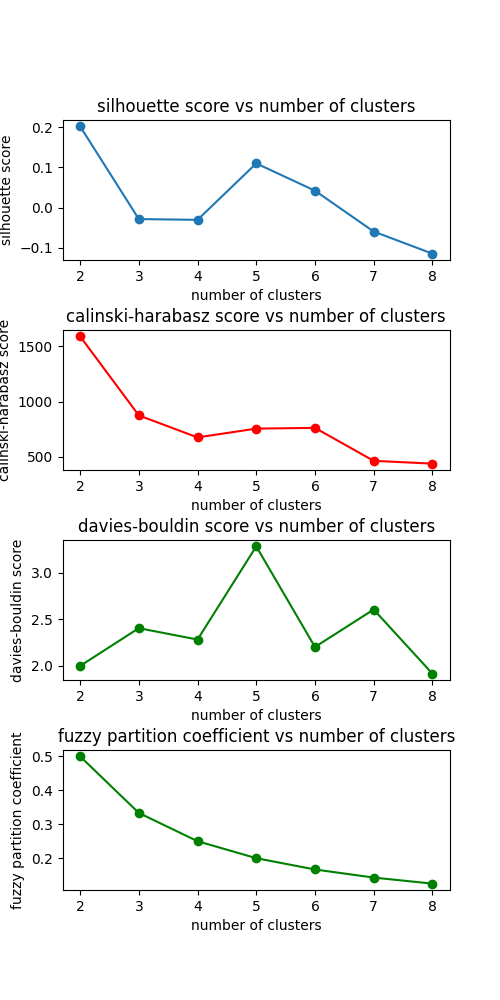 silhouette score vs number of clusters
silhouette score
0.2
0.1
0.0
−0.1
2 3 4 5 6 7 8
number of clusters
calinski-harabasz score vs number of clusters
calinski-harabasz score
1500
1000
500
2 3 4 5 6 7 8
number of clusters
davies-bouldin score vs number of clusters
davies-bouldin score
3.0
2.5
2.0
2 3 4 5 6 7 8
number of clusters
fuzzy partition coefficient vs number of clusters
fuzzy partition coefficient
0.5
0.4
0.3
0.2
2 3 4 5 6 7 8
number of clusters